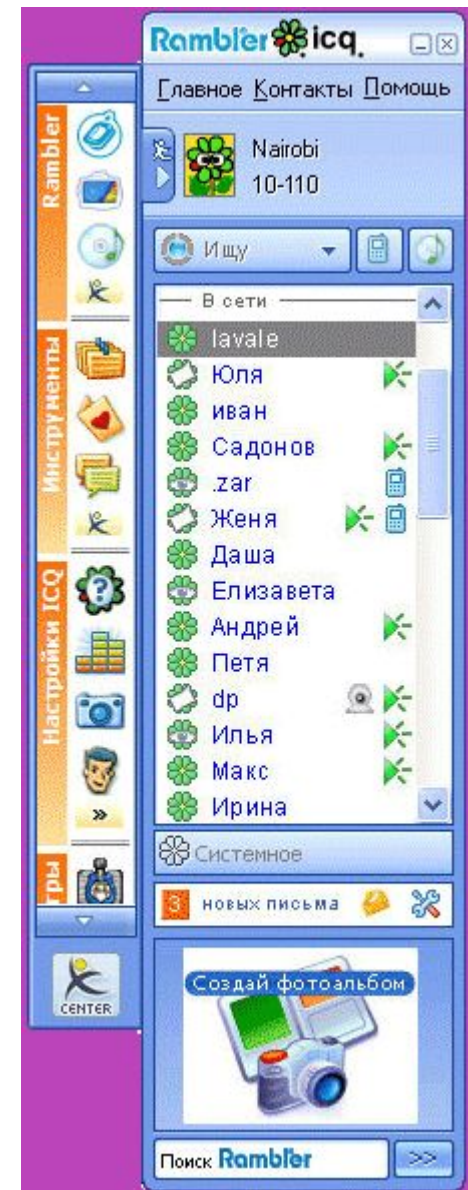 Rambler icq
Главное Контакты Помощь
Nairobi
10-110
Ищу
В сети
lavale
Юля
иван
Садонов
.zar
Женя
Даша
Елизавета
Андрей
Петя
dp
Илья
Макс
Ирина
Системное
3 новых письма
Создай фотоальбом
Поиск Rambler >>
Rambler
Инструменты
Настройки ICQ
»
гры
CENTER